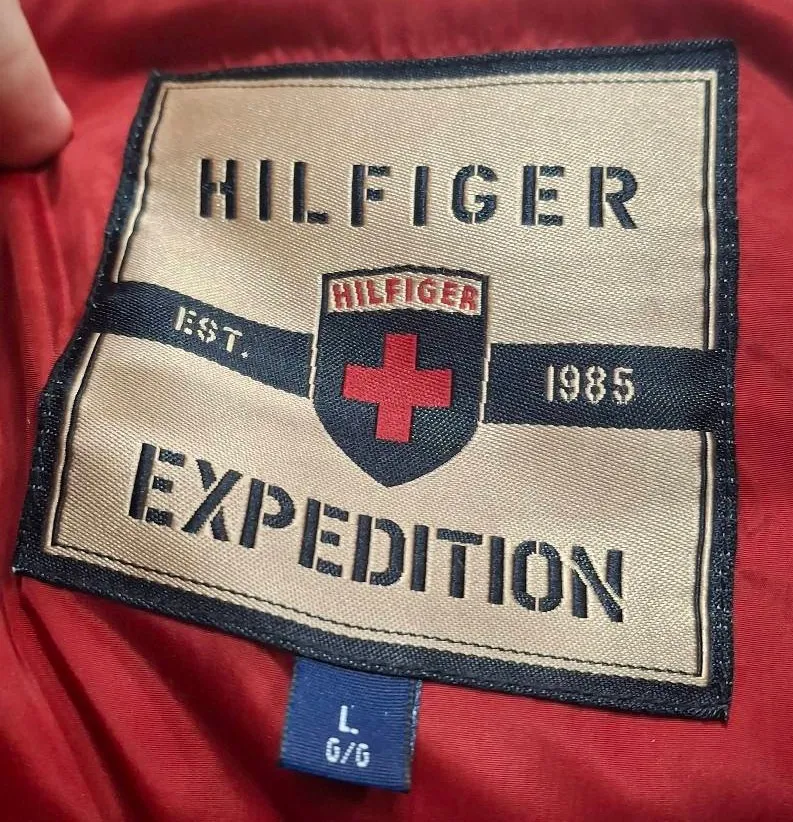 HILFIGER
HILFIGER
EST. 1985
EXPEDITION
L
G/G